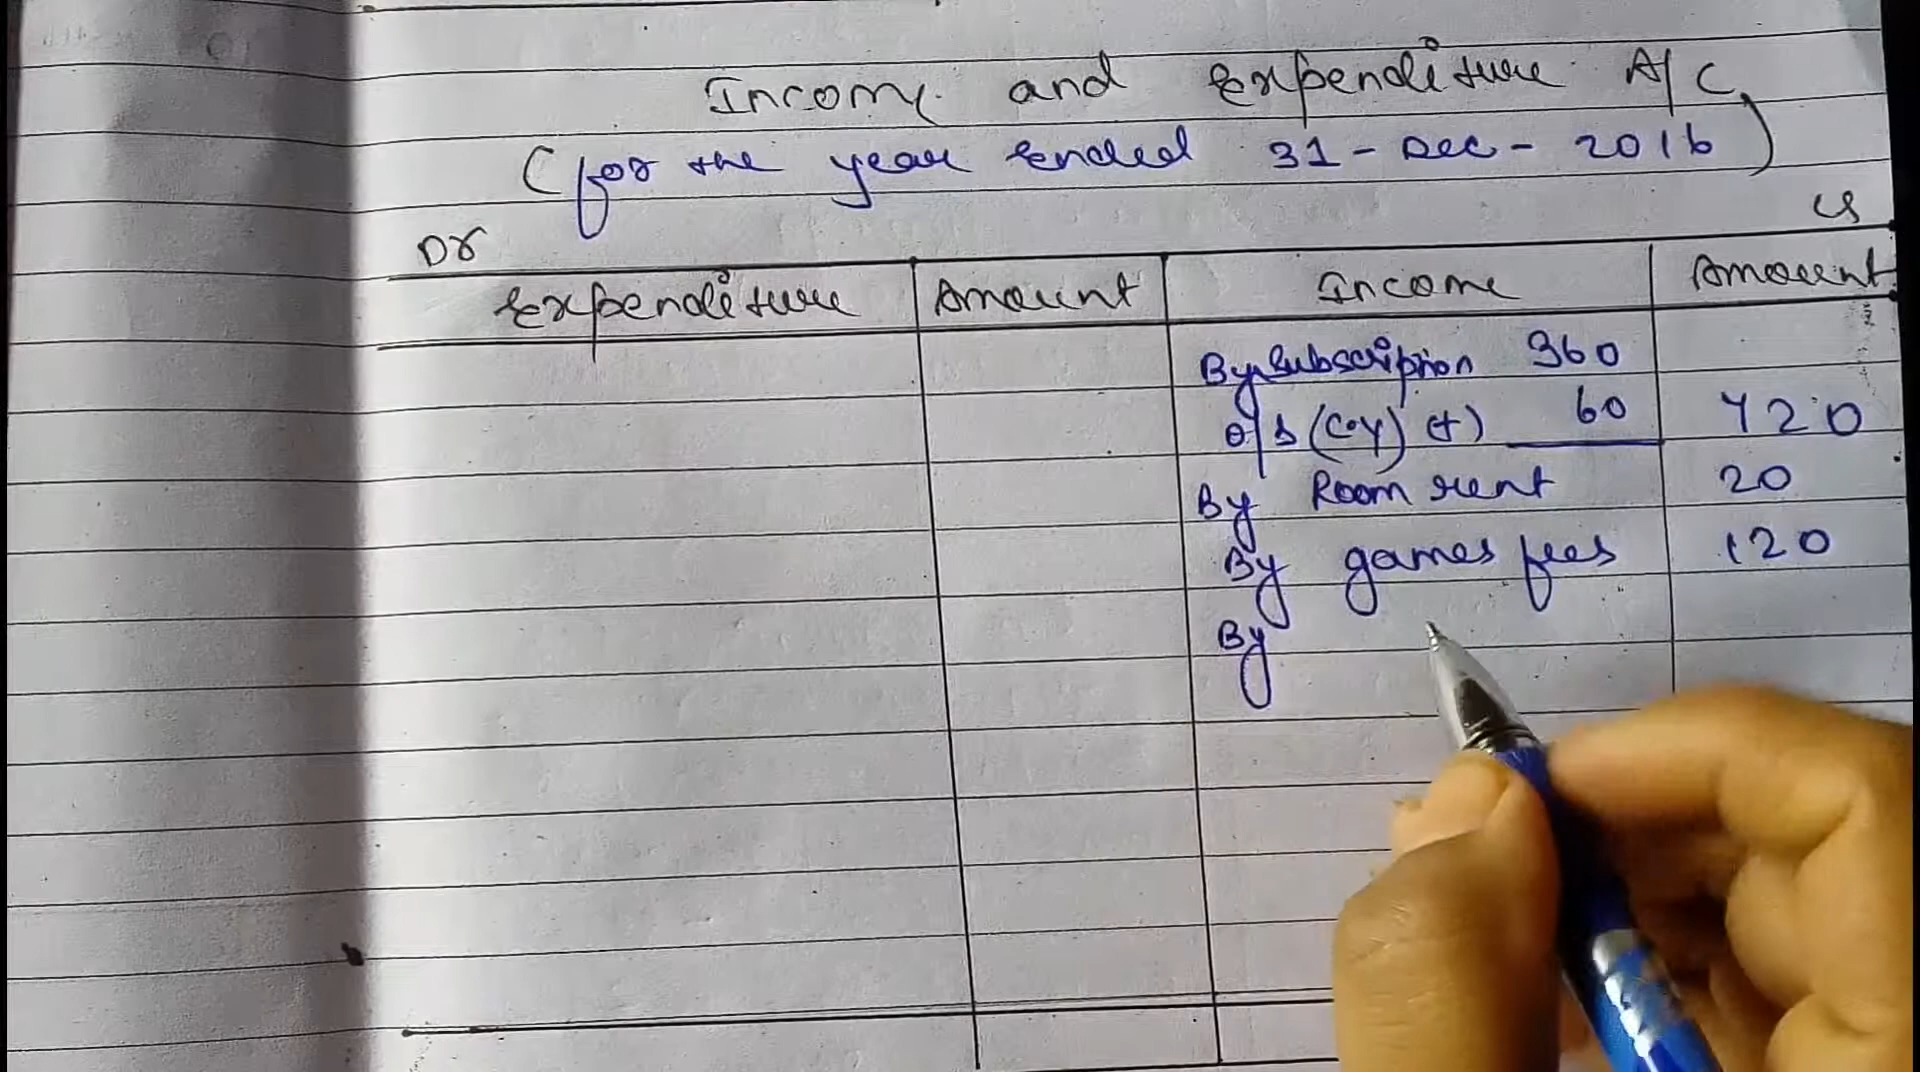 Income and Expenditure A/C
(for the year ended 31-Dec-2016)
Dr Cr
Expenditure Amount Income Amount
By Subscription 360
O/s (C.Y) (+) 60 420
By Room rent 20
By games fees 120
By